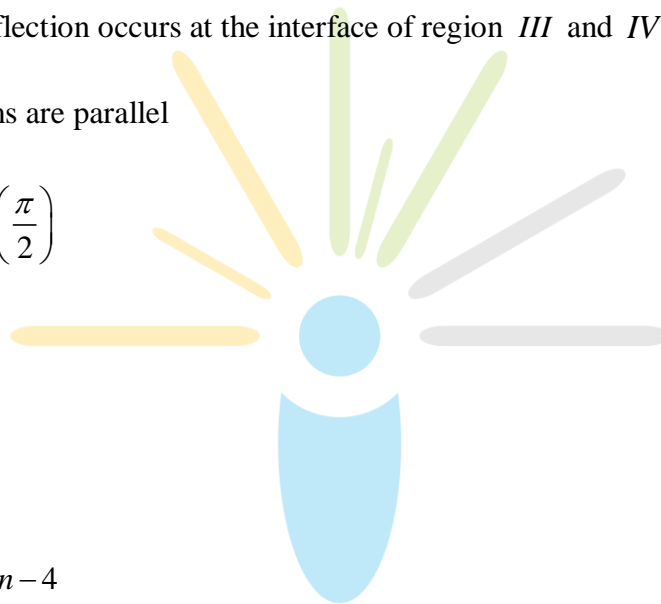 flection occurs at the interface of region III and IV
ns are parallel
(π/2)
n – 4